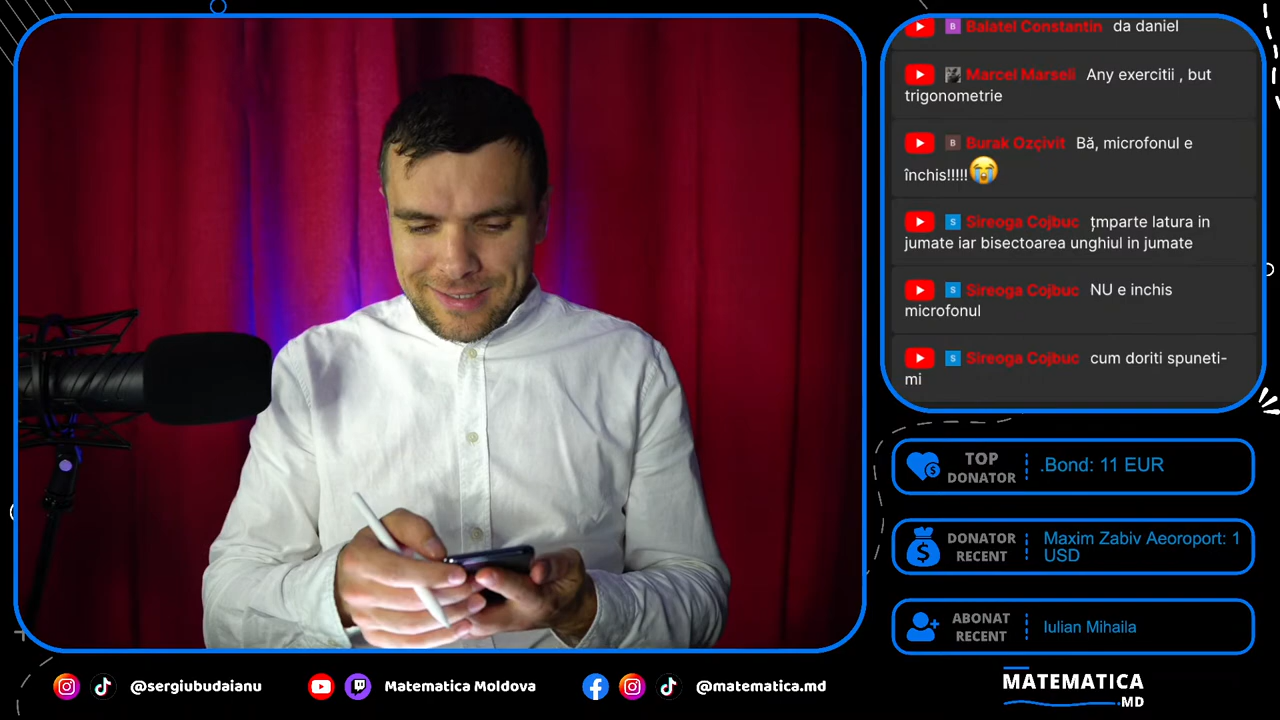 B Balatel Constantin da daniel
Marcel Marseli Any exercitii , but
trigonometrie
B Burak Ozçivit Bă, microfonul e
închis!!!!!😭
S Sireoga Cojbuc țmparte latura in
jumate iar bisectoarea unghiul in jumate
S Sireoga Cojbuc NU e inchis
microfonul
S Sireoga Cojbuc cum doriti spuneti-
mi
TOP
DONATOR
.Bond: 11 EUR
DONATOR
RECENT
Maxim Zabiv Aeoroport: 1
USD
ABONAT
RECENT
Iulian Mihaila
@sergiubudaianu
Matematica Moldova
@matematica.md
MATEMATICA
.MD